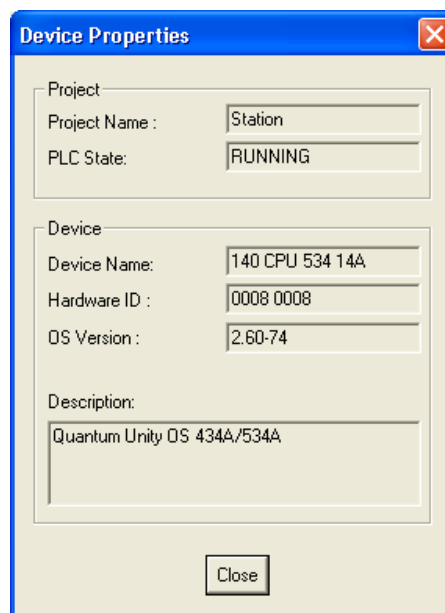 Device Properties
Project
Project Name :
Station
PLC State:
RUNNING
Device
Device Name:
140 CPU 534 14A
Hardware ID :
0008 0008
OS Version :
2.60-74
Description:
Quantum Unity OS 434A/534A
Close